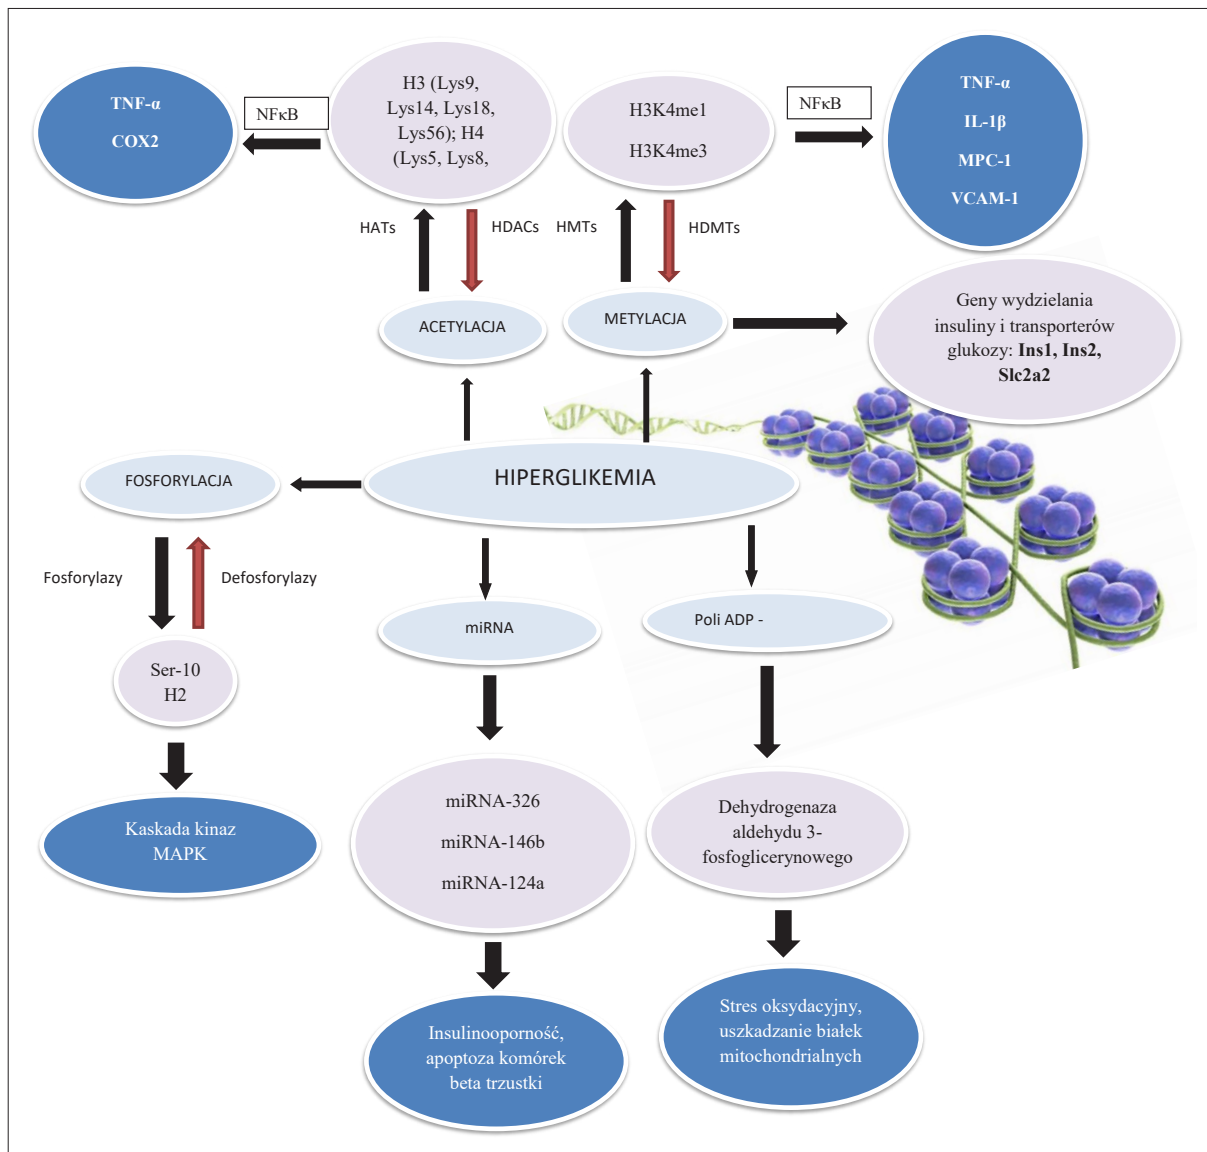 TNF-α
COX2
NFκB
H3 (Lys9,
Lys14, Lys18,
Lys56); H4
(Lys5, Lys8,
H3K4me1
H3K4me3
NFκB
TNF-α
IL-1β
MPC-1
VCAM-1
HATs
HDACs
HMTs
HDMTs
ACETYLACJA
METYLACJA
Geny wydzielania
insuliny i transporterów
glukozy: Ins1, Ins2,
Slc2a2
HIPERGLIKEMIA
FOSFORYLACJA
Fosforylazy
Defosforylazy
miRNA
Poli ADP -
Ser-10
H2
Kaskada kinaz
MAPK
miRNA-326
miRNA-146b
miRNA-124a
Dehydrogenaza
aldehydu 3-
fosfoglicerynowego
Insulinooporność,
apoptoza komórek
beta trzustki
Stres oksydacyjny,
uszkadzanie białek
mitochondrialnych